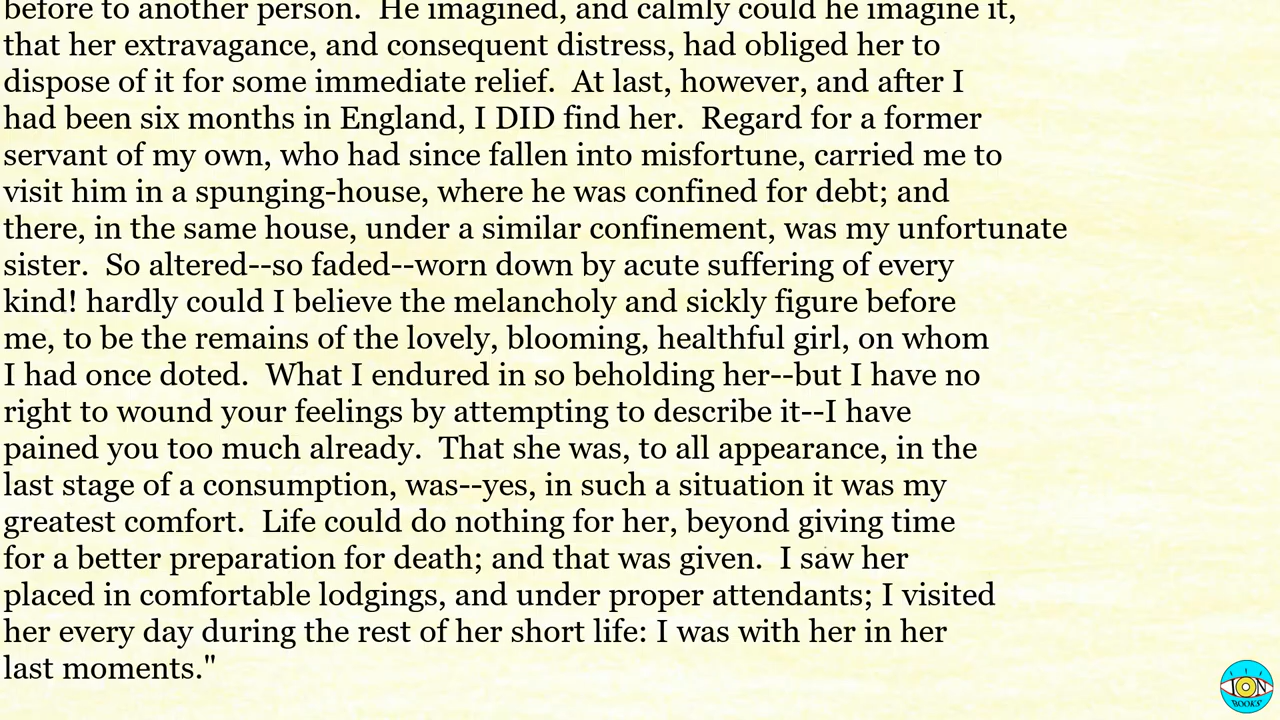 before to another person.  He imagined, and calmly could he imagine it,
that her extravagance, and consequent distress, had obliged her to
dispose of it for some immediate relief.  At last, however, and after I
had been six months in England, I DID find her.  Regard for a former
servant of my own, who had since fallen into misfortune, carried me to
visit him in a spunging-house, where he was confined for debt; and
there, in the same house, under a similar confinement, was my unfortunate
sister.  So altered--so faded--worn down by acute suffering of every
kind! hardly could I believe the melancholy and sickly figure before
me, to be the remains of the lovely, blooming, healthful girl, on whom
I had once doted.  What I endured in so beholding her--but I have no
right to wound your feelings by attempting to describe it--I have
pained you too much already.  That she was, to all appearance, in the
last stage of a consumption, was--yes, in such a situation it was my
greatest comfort.  Life could do nothing for her, beyond giving time
for a better preparation for death; and that was given.  I saw her
placed in comfortable lodgings, and under proper attendants; I visited
her every day during the rest of her short life: I was with her in her
last moments."
ION
BOOKS